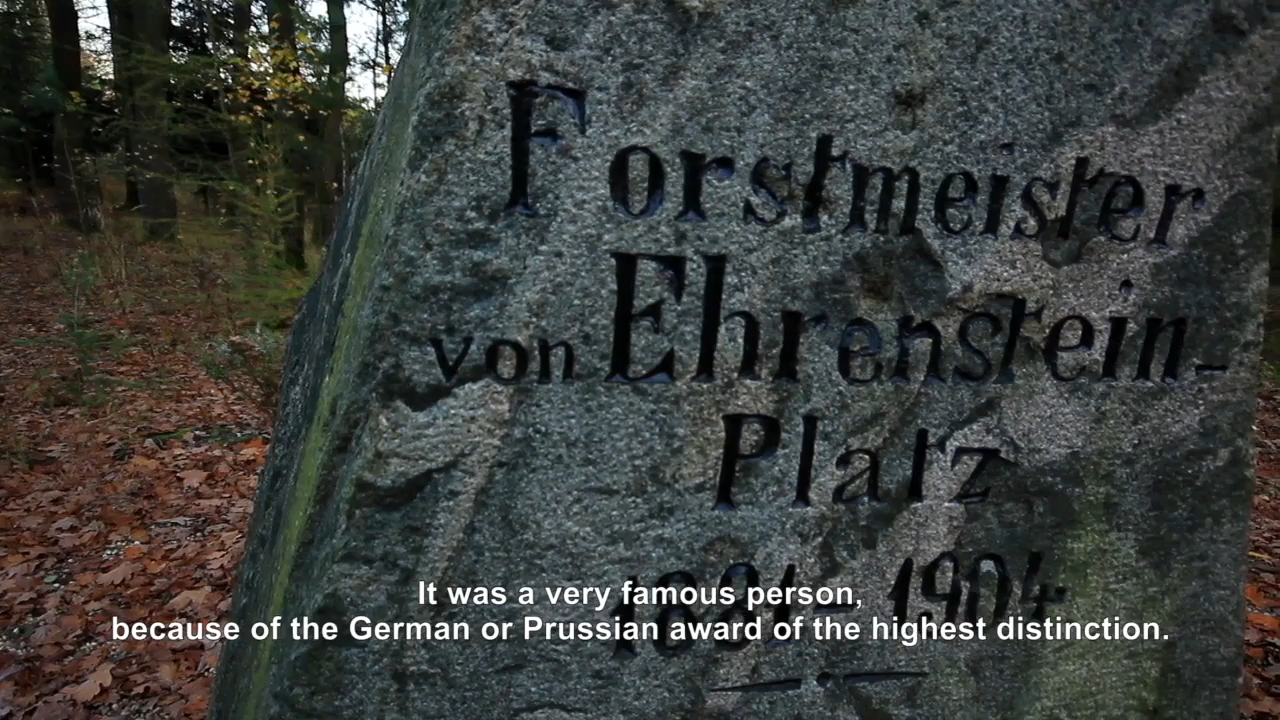 Forstmeister
von Ehrenstein-
Platz
1881-1904
It was a very famous person,
because of the German or Prussian award of the highest distinction.